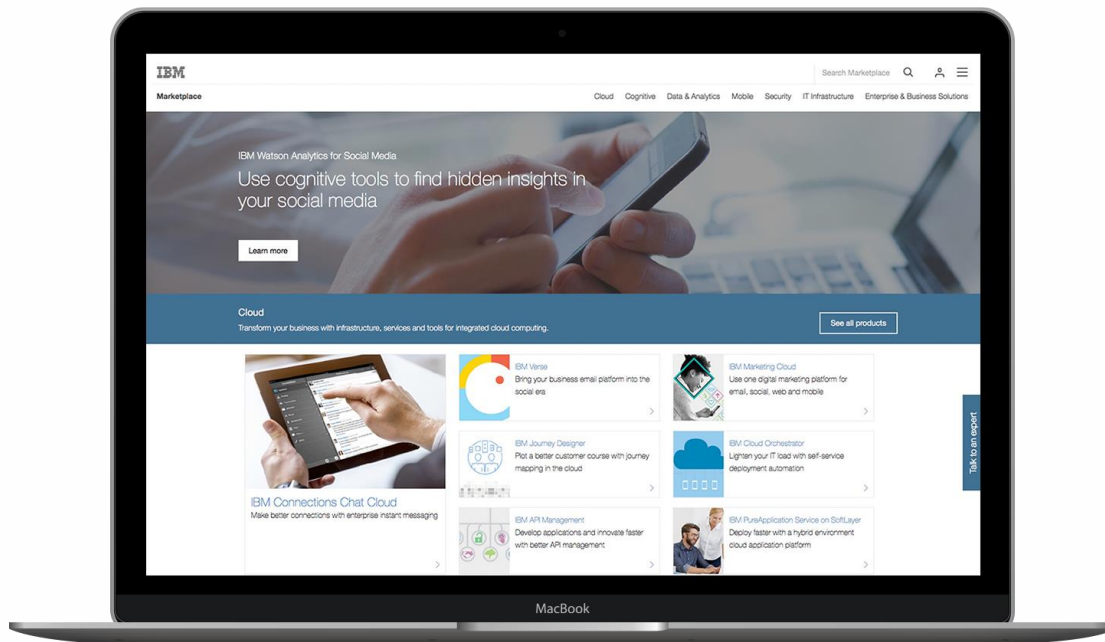 IBM
Search Marketplace
Marketplace
Cloud Cognitive Data & Analytics Mobile Security IT Infrastructure Enterprise & Business Solutions
IBM Watson Analytics for Social Media
Use cognitive tools to find hidden insights in
your social media
Learn more
Cloud
Transform your business with infrastructure, services and tools for integrated cloud computing.
See all products
IBM Connections Chat Cloud
Make better connections with enterprise instant messaging
IBM Verse
Bring your business email platform into the
social era
IBM Marketing Cloud
Use one digital marketing platform for
email, social, web and mobile
IBM Journey Designer
Plot a better customer course with journey
mapping in the cloud
IBM Cloud Orchestrator
Lighten your IT load with self-service
deployment automation
IBM API Management
Develop applications and innovate faster
with better API management
IBM PureApplication Service on SoftLayer
Deploy faster with a hybrid environment
cloud application platform
Talk to an expert
MacBook